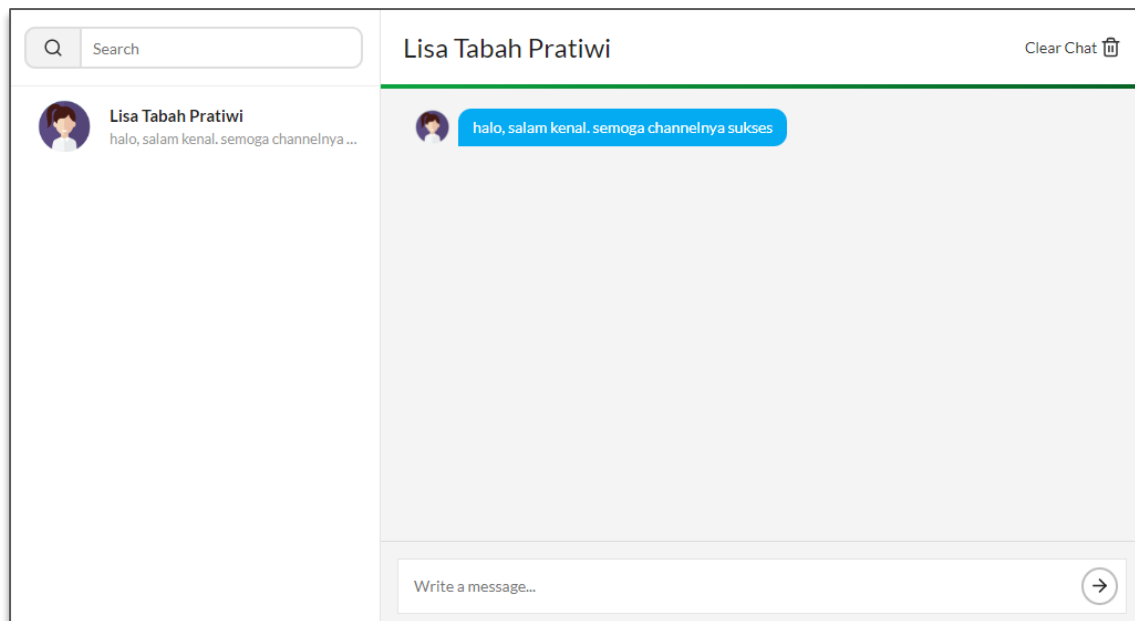 Search
Lisa Tabah Pratiwi
halo, salam kenal. semoga channelnya ...
Lisa Tabah Pratiwi
Clear Chat
halo, salam kenal. semoga channelnya sukses
Write a message...